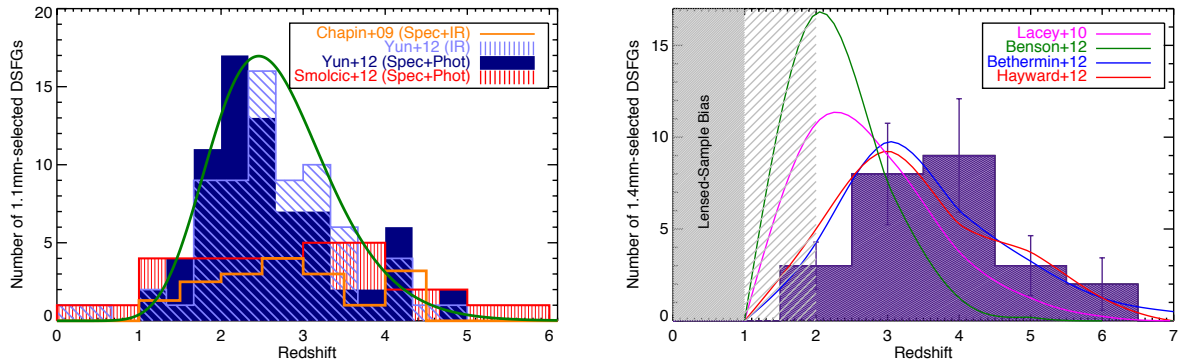 Number of 1.1mm-selected DSFGs
20
15
10
5
0
Chapin+09 (Spec+IR)
Yun+12 (IR)
Yun+12 (Spec+Phot)
Smolcic+12 (Spec+Phot)
0 1 2 3 4 5 6
Redshift
Number of 1.4mm-selected DSFGs
15
10
5
0
Lensed-Sample Bias
Lacey+10
Benson+12
Bethermin+12
Hayward+12
0 1 2 3 4 5 6 7
Redshift